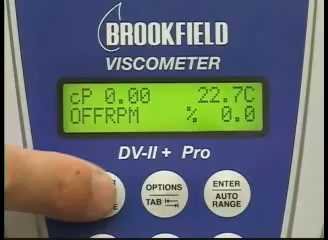 BROOKFIELD
VISCOMETER
cP 0.00 22.7C
OFFRPM % 0.0
DV-II + Pro
OPTIONS
TAB
ENTER
AUTO
RANGE